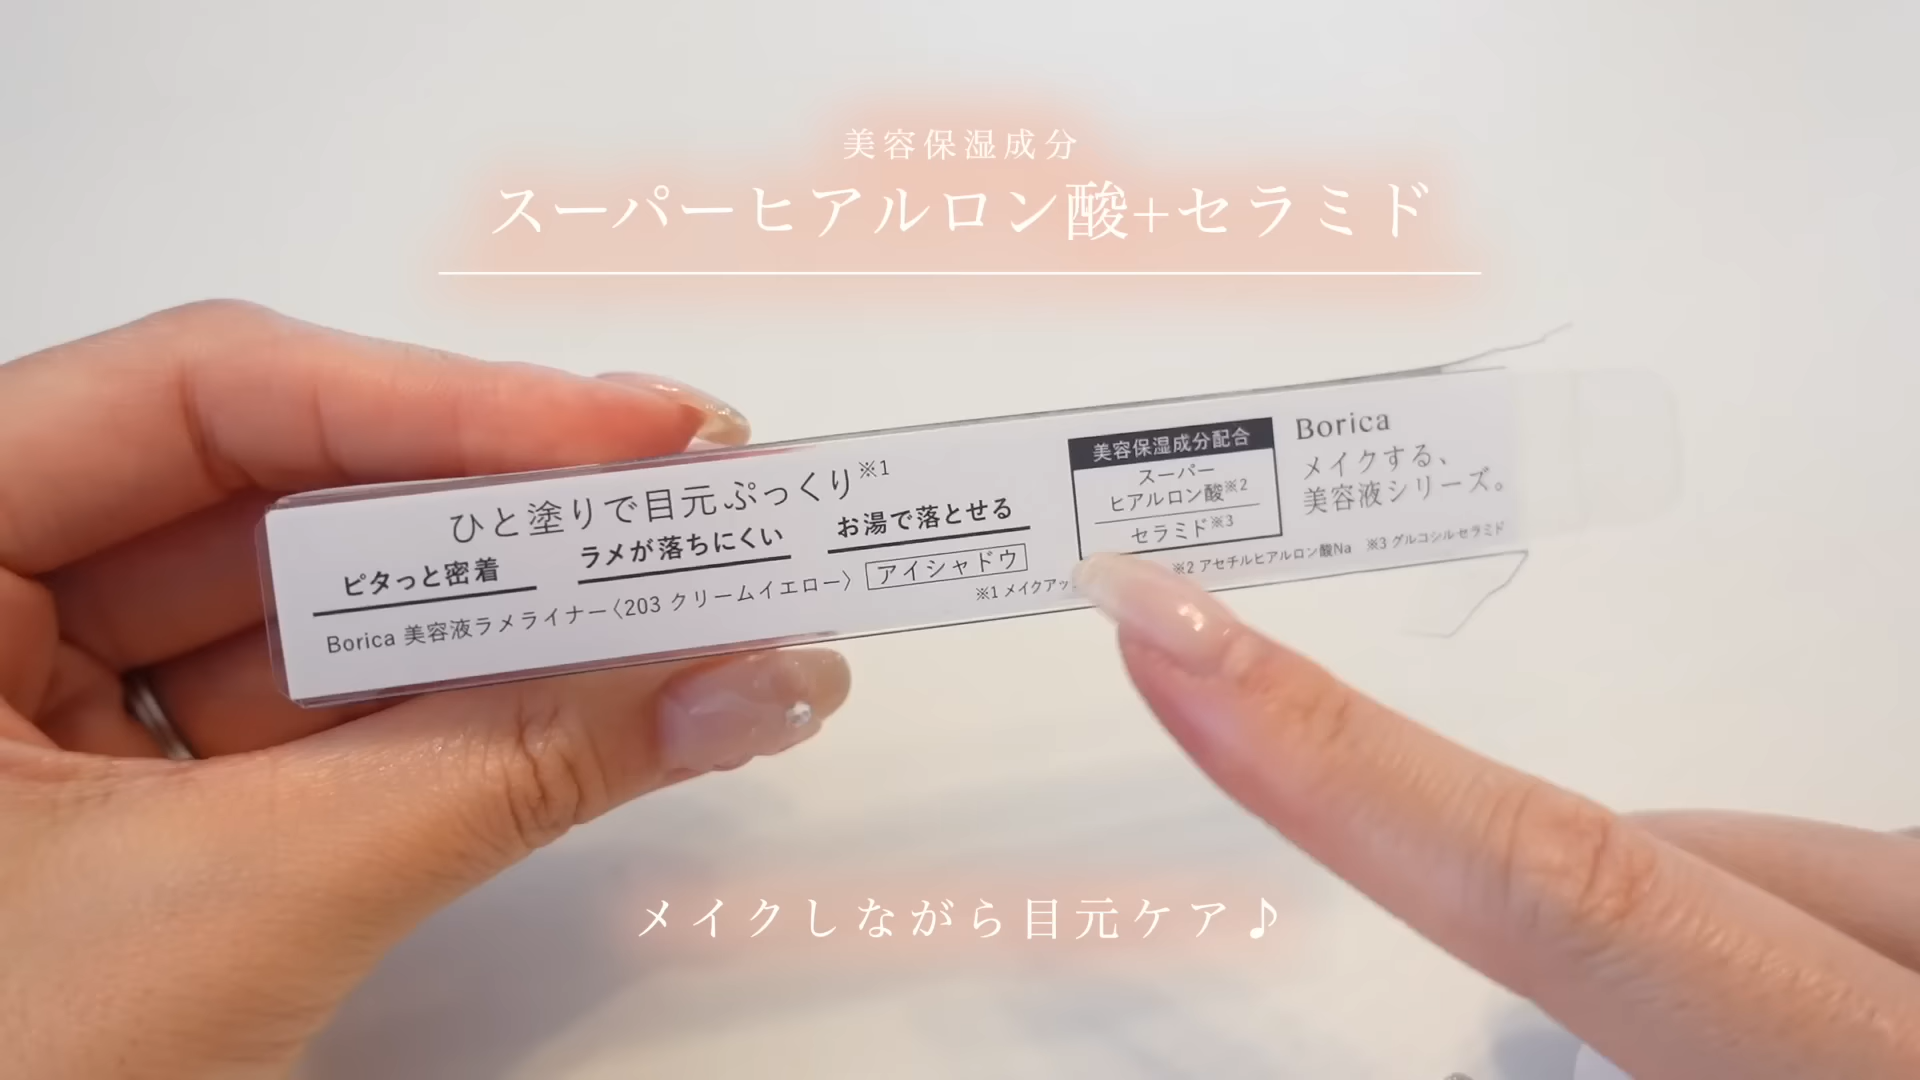 美容保湿成分
スーパーヒアルロン酸+セラミド
ひと塗りで目元ぷっくり※1
ピタっと密着 ラメが落ちにくい お湯で落とせる
Borica 美容液ラメライナー〈203 クリームイエロー〉 アイシャドウ
※1 メイクアッ
美容保湿成分配合
スーパー
ヒアルロン酸※2
セラミド※3
Borica
メイクする、
美容液シリーズ。
※2 アセチルヒアルロン酸Na ※3 グルコシルセラミド
メイクしながら目元ケア♪